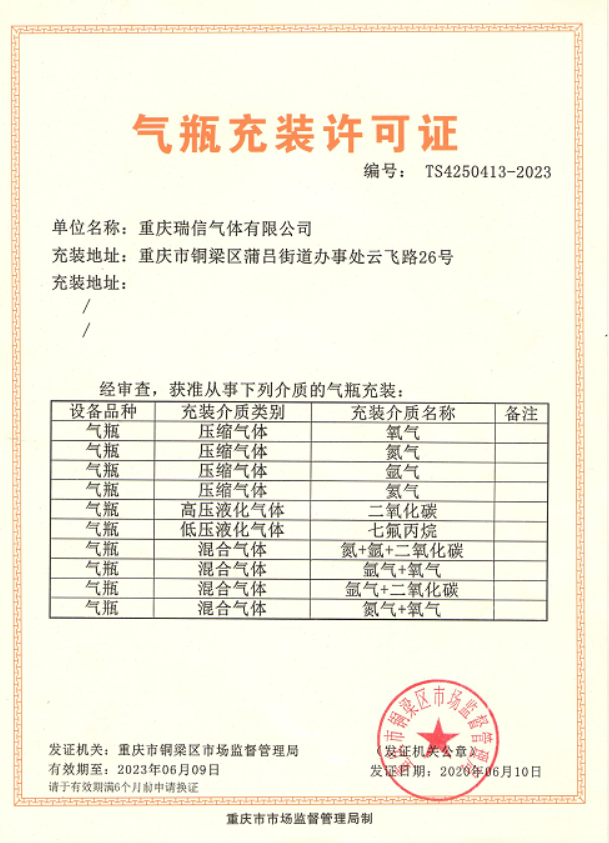 气瓶充装许可证
编号： TS4250413-2023
单位名称：重庆瑞信气体有限公司
充装地址：重庆市铜梁区蒲吕街道办事处云飞路26号
充装地址：
/
/
经审查，获准从事下列介质的气瓶充装：
设备品种 充装介质类别 充装介质名称 备注
气瓶 压缩气体 氧气
气瓶 压缩气体 氮气
气瓶 压缩气体 氩气
气瓶 压缩气体 氦气
气瓶 高压液化气体 二氧化碳
气瓶 低压液化气体 七氟丙烷
气瓶 混合气体 氮+氩+二氧化碳
气瓶 混合气体 氩气+氧气
气瓶 混合气体 氩气+二氧化碳
气瓶 混合气体 氮气+氧气
重庆市铜梁区市场监督管理局
发证机关：重庆市铜梁区市场监督管理局 （发证机关公章）
有效期至：2023年06月09日 发证日期：2020年06月10日
请于有效期满6个月前申请换证
重庆市市场监督管理局制